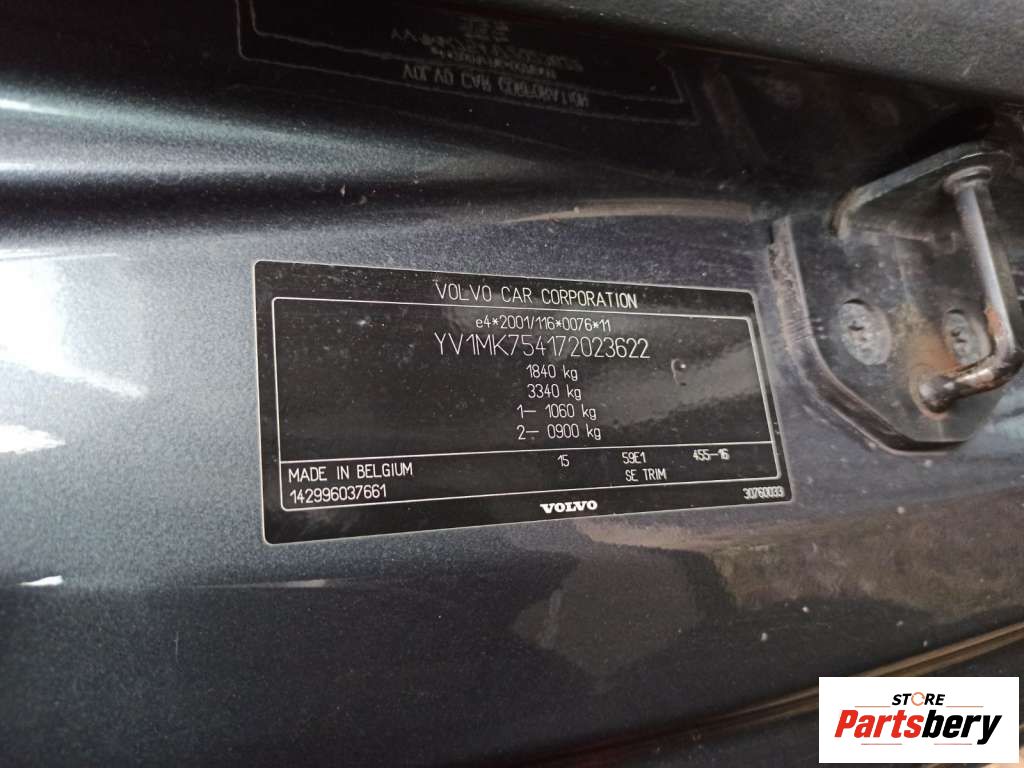 VOLVO CAR CORPORATION
e4*2001/116*0076*11
YV1MK754172023622
1840 kg
3340 kg
1– 1060 kg
2– 0900 kg
MADE IN BELGIUM 15 59E1 455-16
142996037661 SE TRIM
VOLVO 30760033
STORE
Partsbery